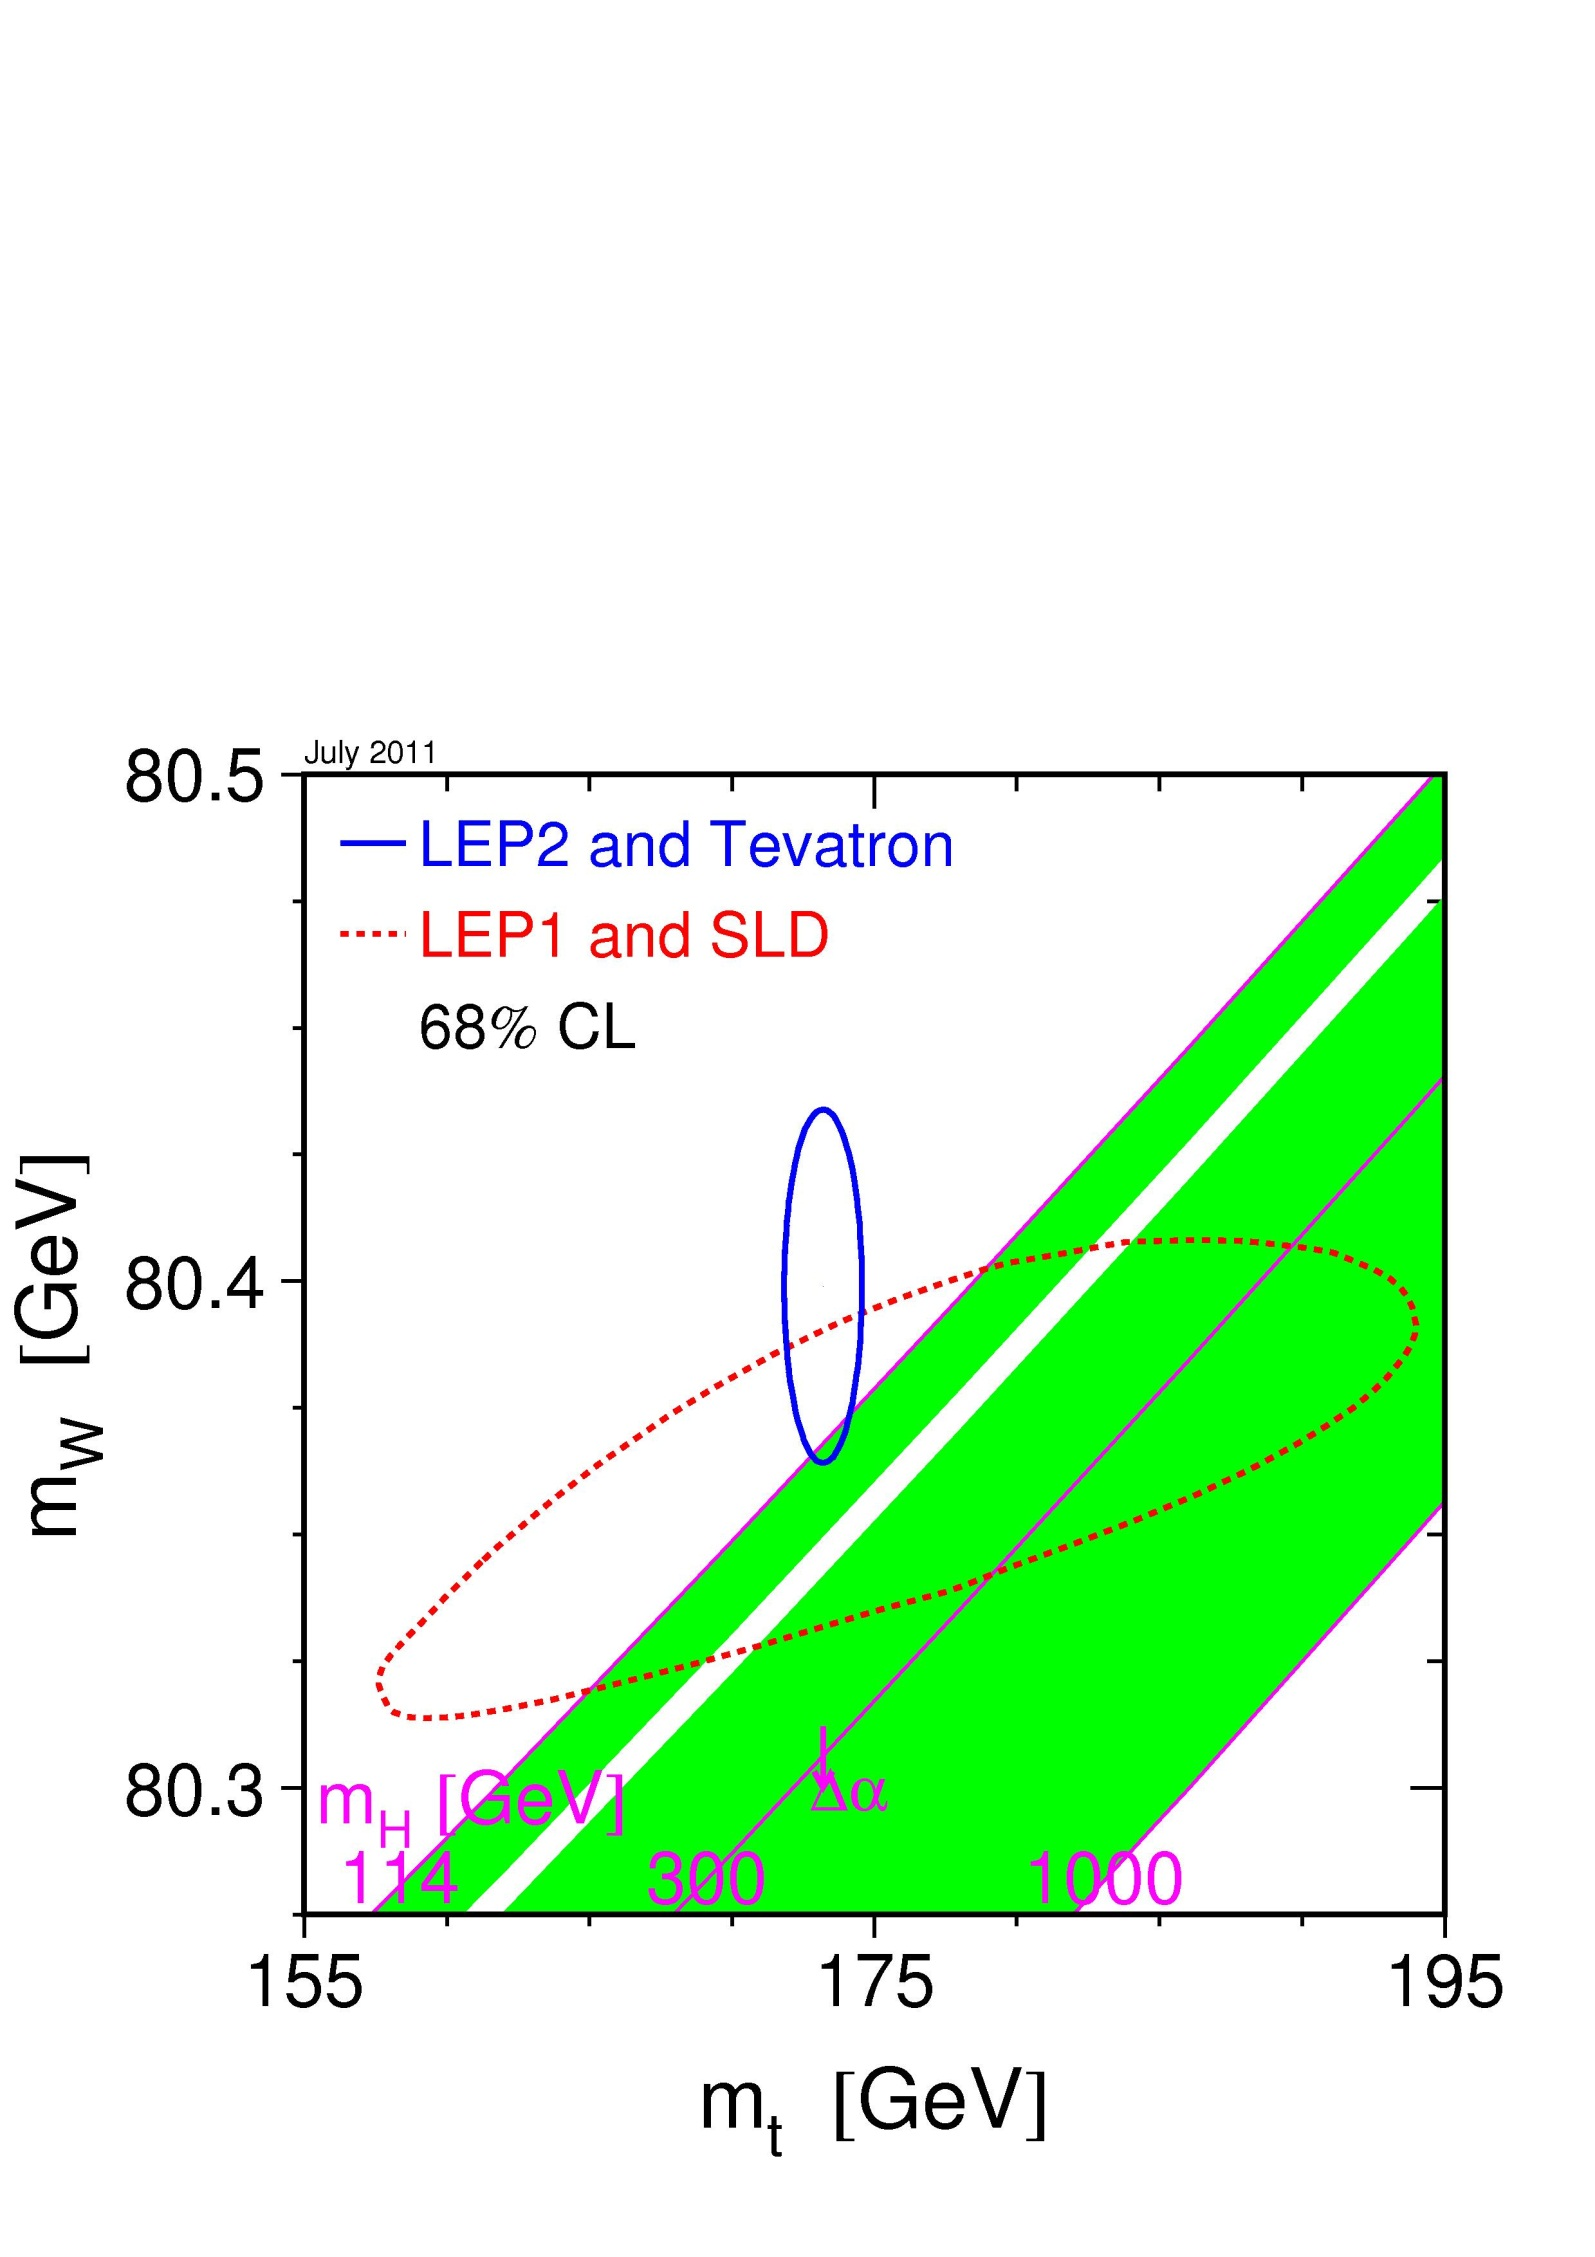 July 2011
80.5
LEP2 and Tevatron
LEP1 and SLD
68% CL
80.4
80.3
m_W [GeV]
m_H [GeV]
Δα
114 300 1000
155 175 195
m_t [GeV]